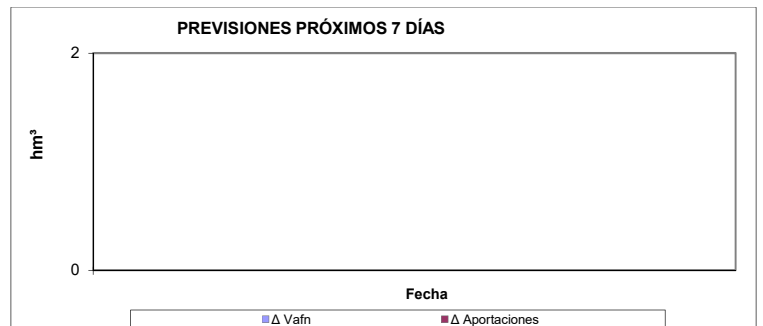 PREVISIONES PRÓXIMOS 7 DÍAS
2
hm³
0
Fecha
Δ Vafn
Δ Aportaciones